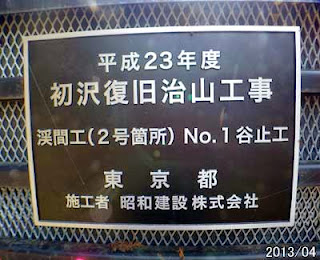 平成23年度
初沢復旧治山工事
渓間工(2号箇所) No.1谷止工
東京都
施工者 昭和建設株式会社
2013/04